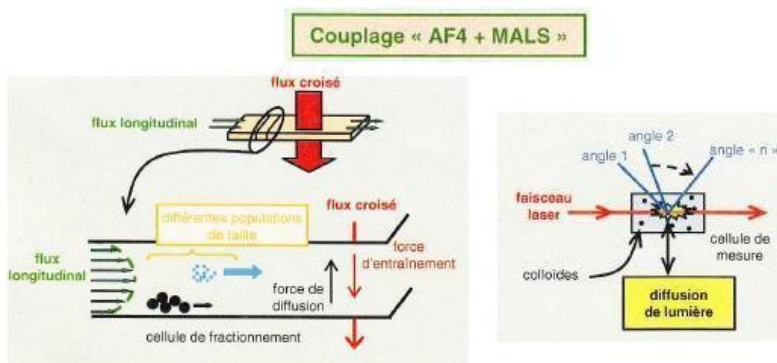 Couplage « AF4 + MALS »
flux croisé
flux longitudinal
différentes populations
de taille
flux croisé
flux
longitudinal
force
d'entraînement
force de
diffusion
cellule de fractionnement
angle 2
angle 1
angle « n »
faisceau
laser
cellule de
mesure
colloïdes
diffusion
de lumière